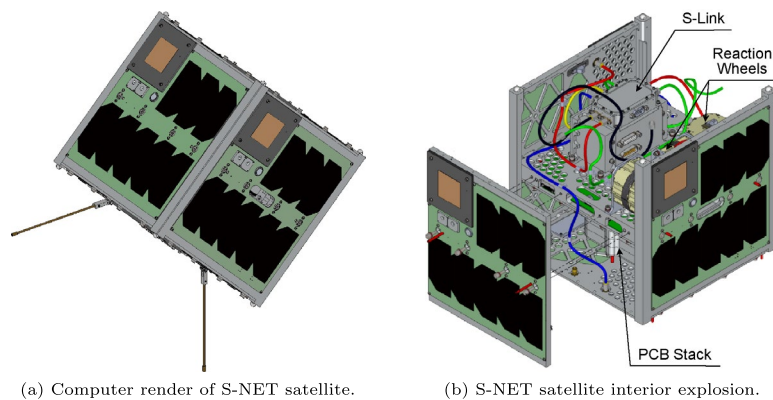 S-Link
Reaction
Wheels
PCB Stack
(a) Computer render of S-NET satellite.
(b) S-NET satellite interior explosion.